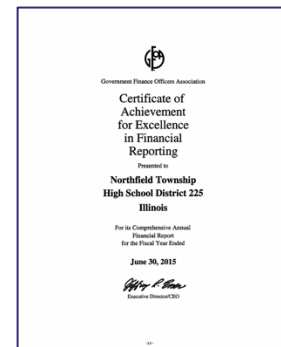 Government Finance Officers Association
Certificate of
Achievement
for Excellence
in Financial
Reporting
Presented to
Northfield Township
High School District 225
Illinois
For its Comprehensive Annual
Financial Report
for the Fiscal Year Ended
June 30, 2015
Executive Director/CEO